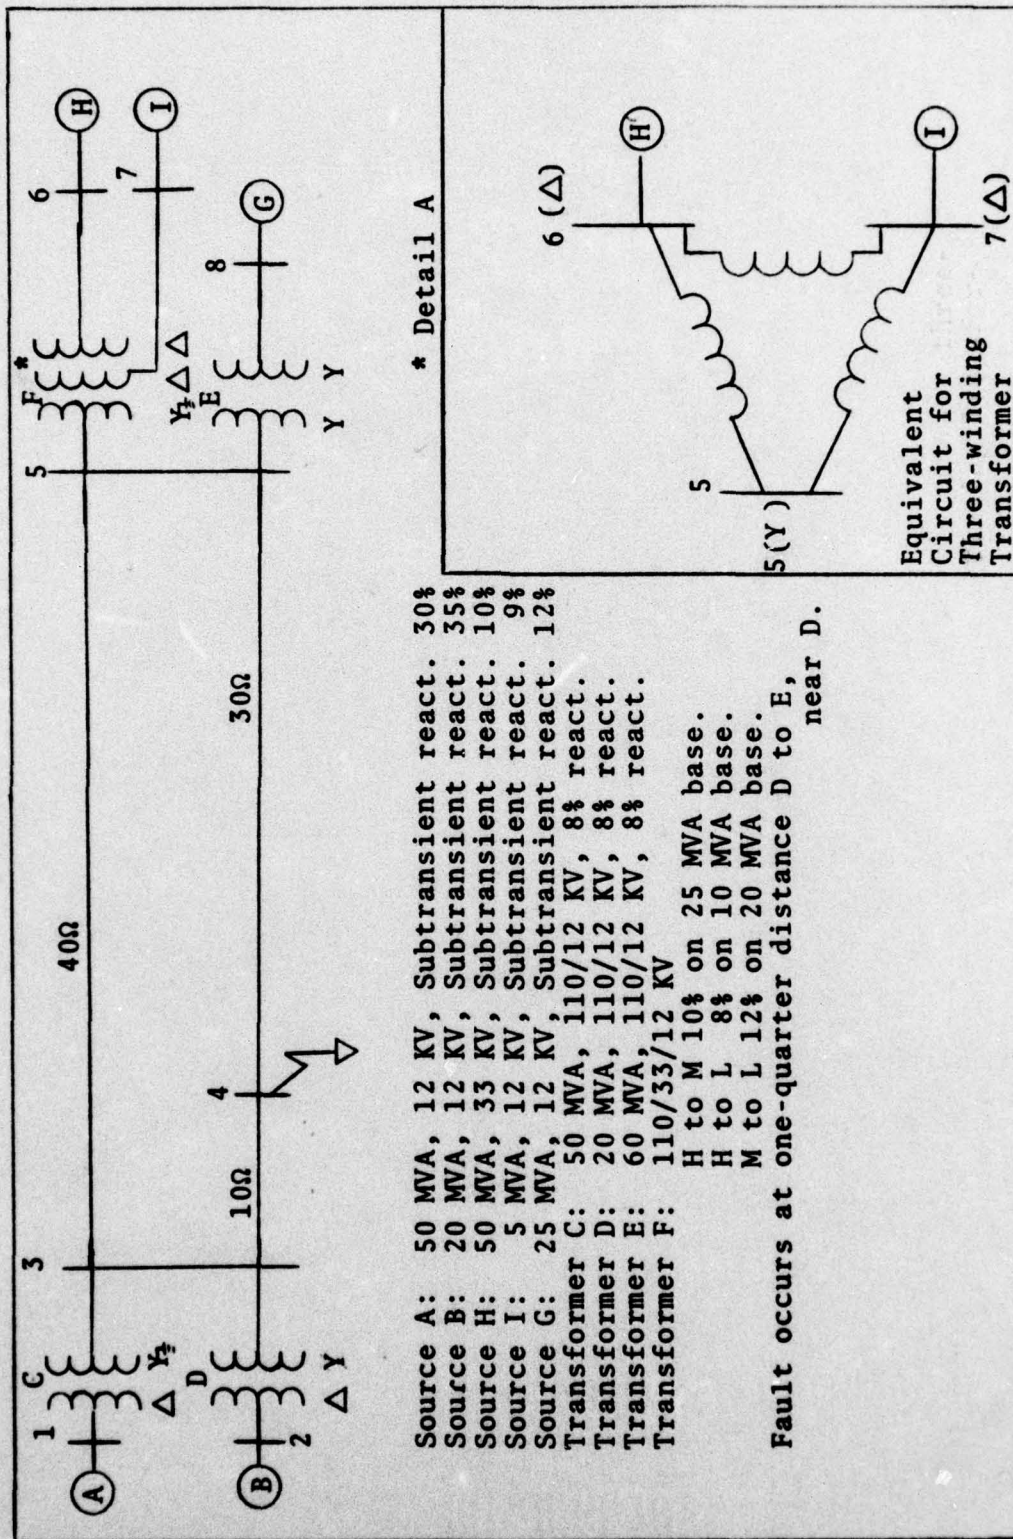 1
C
3
40Ω
5
F
*
6
H
A
Δ
Y
Y
Δ
Δ
7
I
B
2
D
Δ
Y
10Ω
4
30Ω
E
Y
Y
8
G
Source A: 50 MVA, 12 KV, Subtransient react. 30%
Source B: 20 MVA, 12 KV, Subtransient react. 35%
Source H: 50 MVA, 33 KV, Subtransient react. 10%
Source I: 5 MVA, 12 KV, Subtransient react. 9%
Source G: 25 MVA, 12 KV, Subtransient react. 12%
Transformer C: 50 MVA, 110/12 KV, 8% react.
Transformer D: 20 MVA, 110/12 KV, 8% react.
Transformer E: 60 MVA, 110/12 KV, 8% react.
Transformer F: 110/33/12 KV
H to M 10% on 25 MVA base.
H to L 8% on 10 MVA base.
M to L 12% on 20 MVA base.
Fault occurs at one-quarter distance D to E,
near D.
* Detail A
6 (Δ)
H
5
5(Y)
I
7(Δ)
Equivalent
Circuit for
Three-winding
Transformer